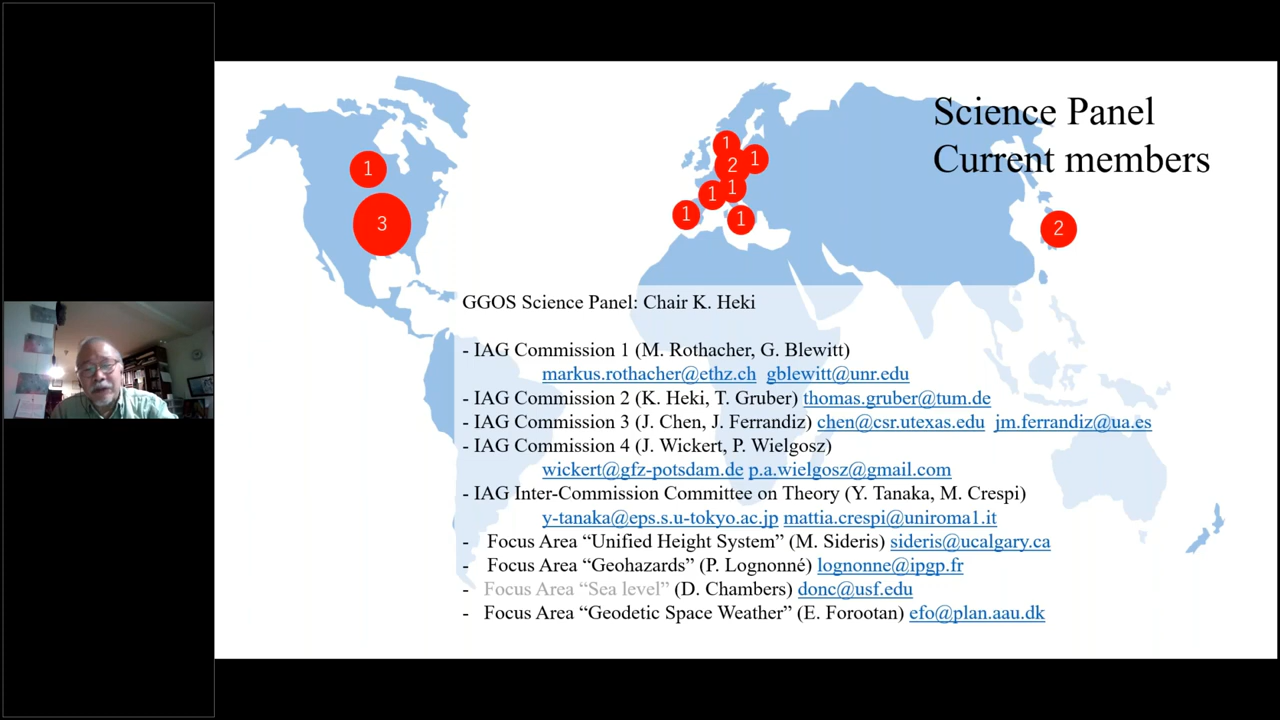 Science Panel
Current members
1
3
1
2
1
1
1
1
1
2
GGOS Science Panel: Chair K. Heki
- IAG Commission 1 (M. Rothacher, G. Blewitt)
markus.rothacher@ethz.ch gblewitt@unr.edu
- IAG Commission 2 (K. Heki, T. Gruber) thomas.gruber@tum.de
- IAG Commission 3 (J. Chen, J. Ferrandiz) chen@csr.utexas.edu jm.ferrandiz@ua.es
- IAG Commission 4 (J. Wickert, P. Wielgosz)
wickert@gfz-potsdam.de p.a.wielgosz@gmail.com
- IAG Inter-Commission Committee on Theory (Y. Tanaka, M. Crespi)
y-tanaka@eps.s.u-tokyo.ac.jp mattia.crespi@uniroma1.it
- Focus Area “Unified Height System” (M. Sideris) sideris@ucalgary.ca
- Focus Area “Geohazards” (P. Lognonné) lognonne@ipgp.fr
- Focus Area “Sea level” (D. Chambers) donc@usf.edu
- Focus Area “Geodetic Space Weather” (E. Forootan) efo@plan.aau.dk